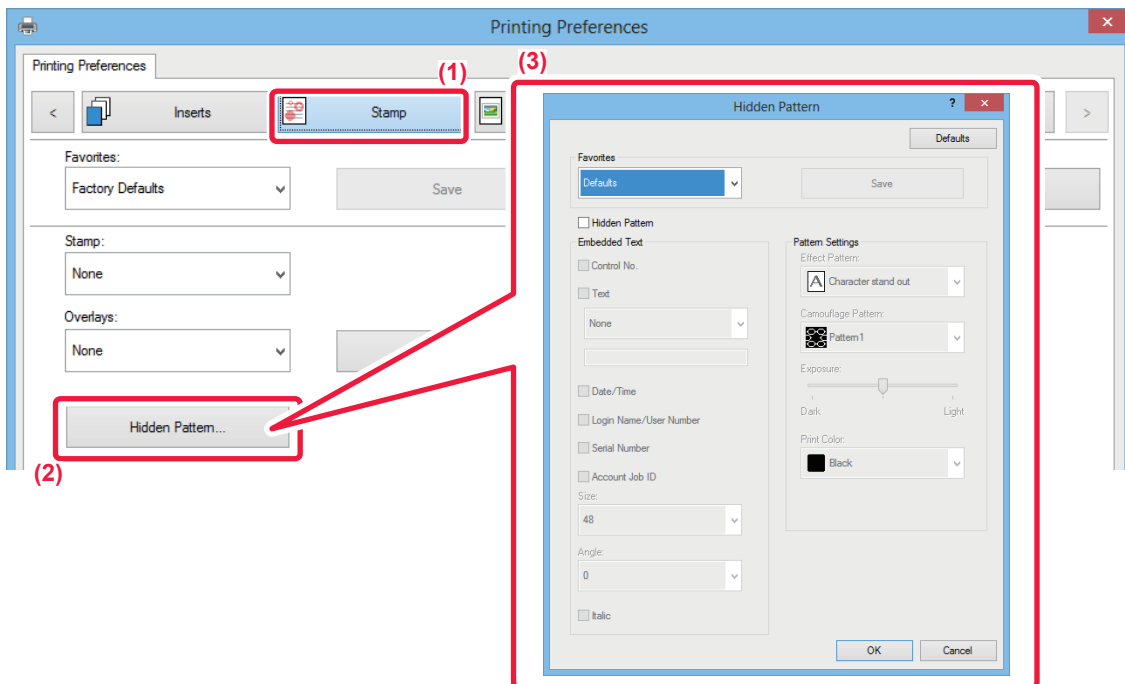 Printing Preferences
Printing Preferences
(1)
(3)
<
Inserts
Stamp
>
Favorites:
Factory Defaults
Save
Stamp:
None
Overlays:
None
Hidden Pattern...
(2)
Hidden Pattern
?
Defaults
Favorites
Defaults
Save
Hidden Pattern
Embedded Text
Control No.
Text
None
Date/Time
Login Name/User Number
Serial Number
Account Job ID
Size:
48
Angle:
0
Italic
Pattern Settings
Effect Pattern:
A Character stand out
Camouflage Pattern:
Pattern1
Exposure:
Dark Light
Print Color:
Black
OK Cancel